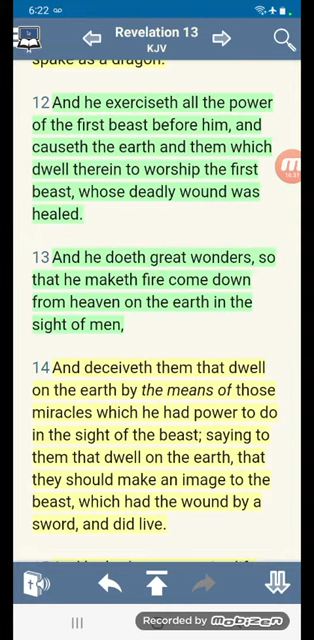 6:22
Revelation 13
KJV
spake as a dragon.
12 And he exerciseth all the power
of the first beast before him, and
causeth the earth and them which
dwell therein to worship the first
beast, whose deadly wound was
healed.
13 And he doeth great wonders, so
that he maketh fire come down
from heaven on the earth in the
sight of men,
14 And deceiveth them that dwell
on the earth by the means of those
miracles which he had power to do
in the sight of the beast; saying to
them that dwell on the earth, that
they should make an image to the
beast, which had the wound by a
sword, and did live.
Recorded by mobizen